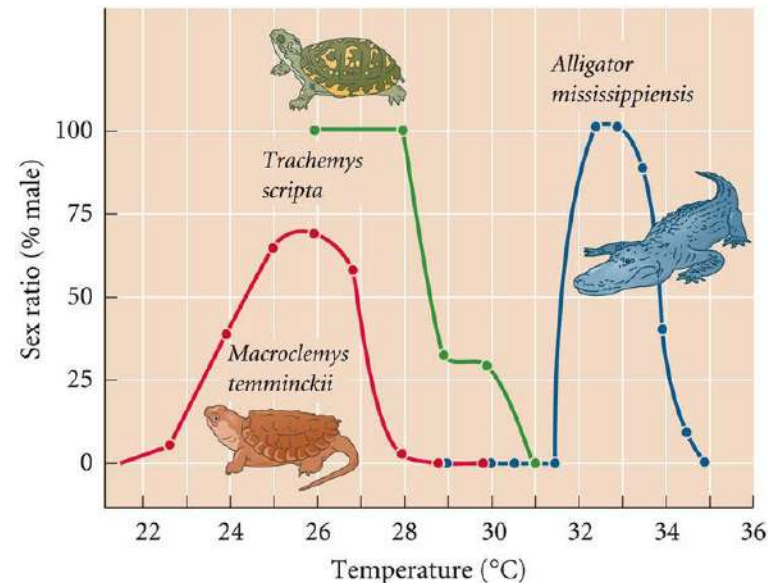 Alligator
mississippiensis
100
Trachemys
scripta
75
50
Macroclemys
temminckii
25
0
Sex ratio (% male)
22 24 26 28 30 32 34 36
Temperature (°C)